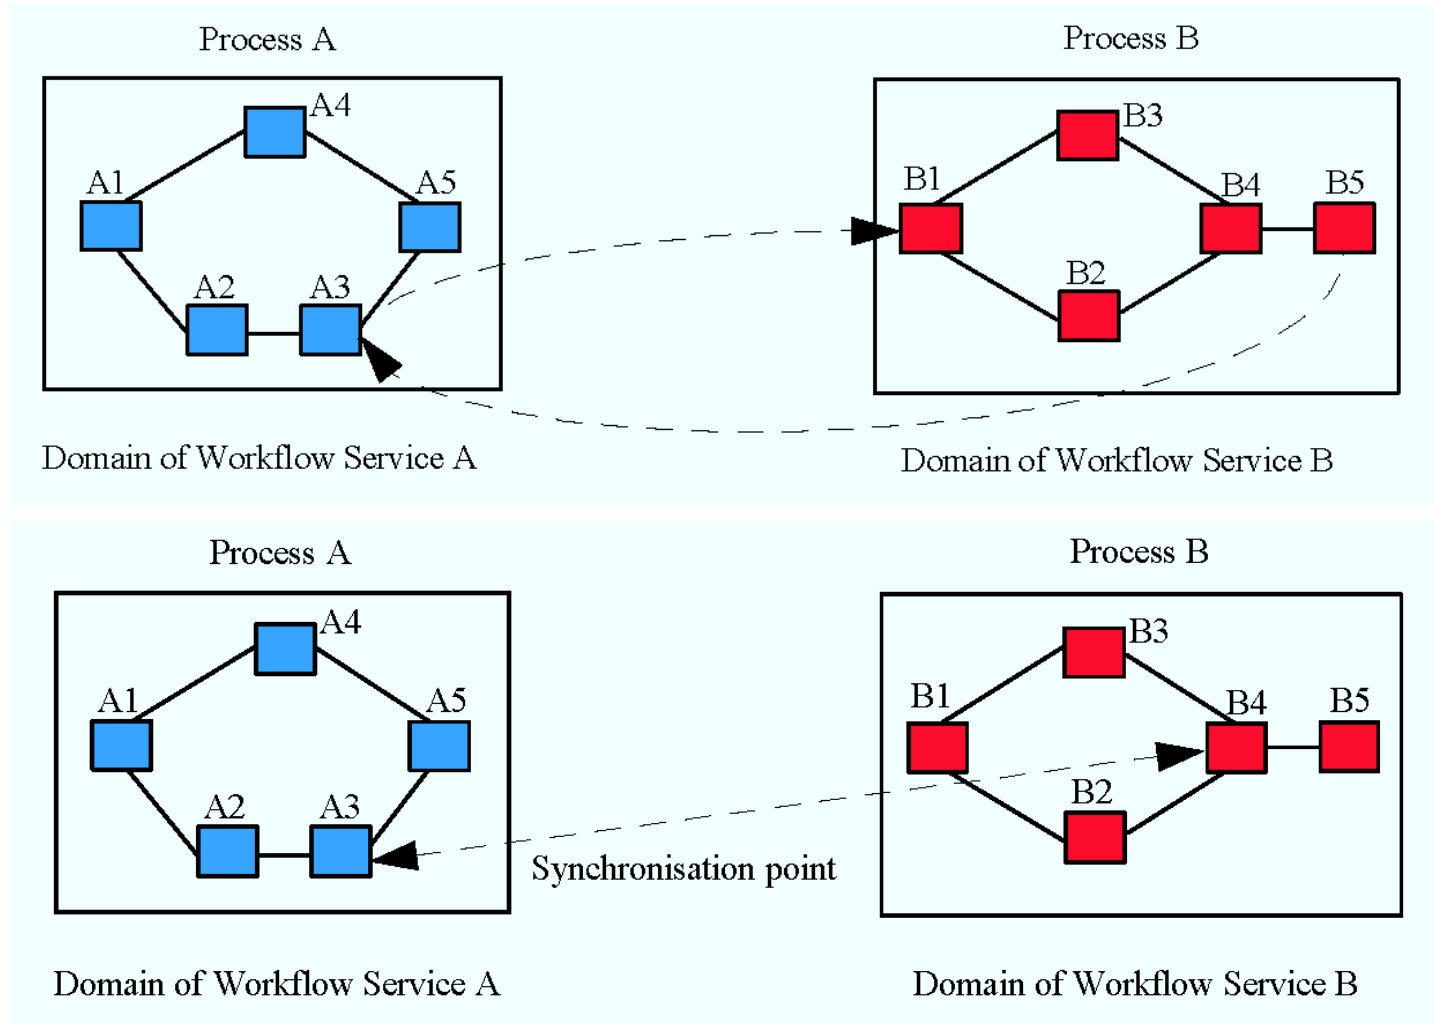 Process A
Process B
A4
B3
A1
A5
B1
B4
B5
A2
A3
B2
Domain of Workflow Service A
Domain of Workflow Service B
Process A
Process B
A4
B3
A1
A5
B1
B4
B5
A2
A3
B2
Synchronisation point
Domain of Workflow Service A
Domain of Workflow Service B